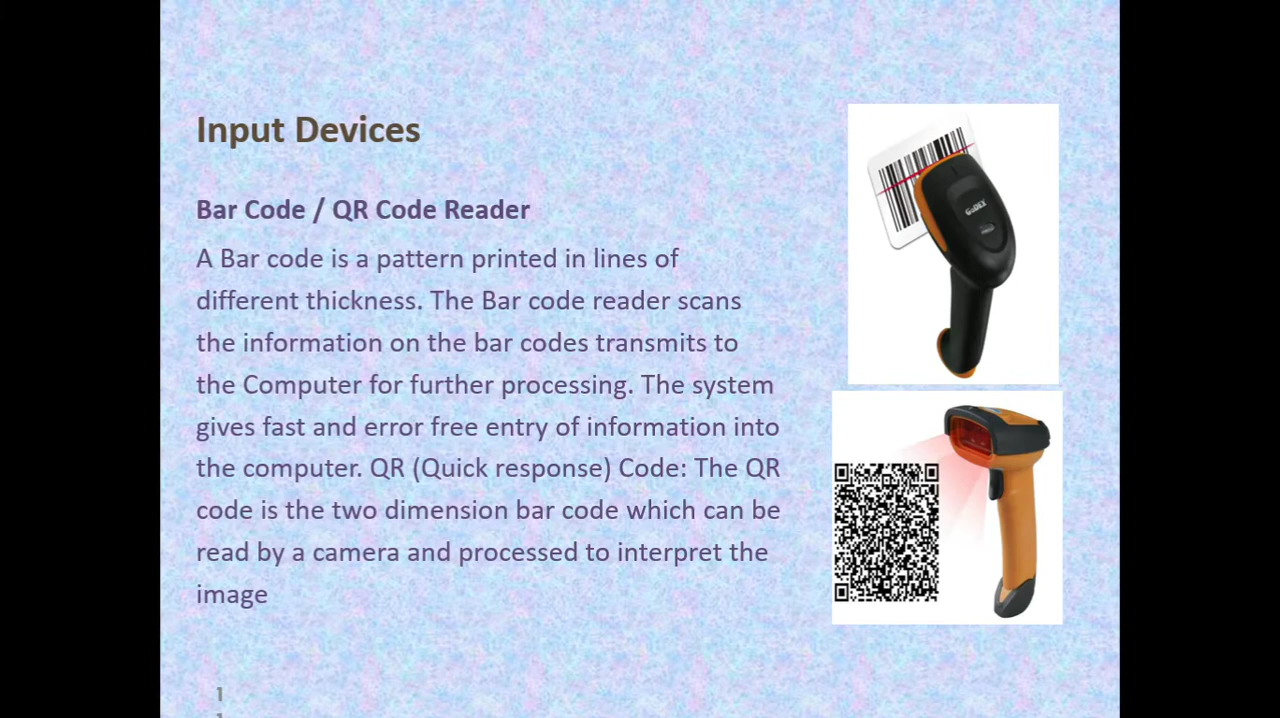 Input Devices
Bar Code / QR Code Reader
A Bar code is a pattern printed in lines of
different thickness. The Bar code reader scans
the information on the bar codes transmits to
the Computer for further processing. The system
gives fast and error free entry of information into
the computer. QR (Quick response) Code: The QR
code is the two dimension bar code which can be
read by a camera and processed to interpret the
image
GoDEX
1